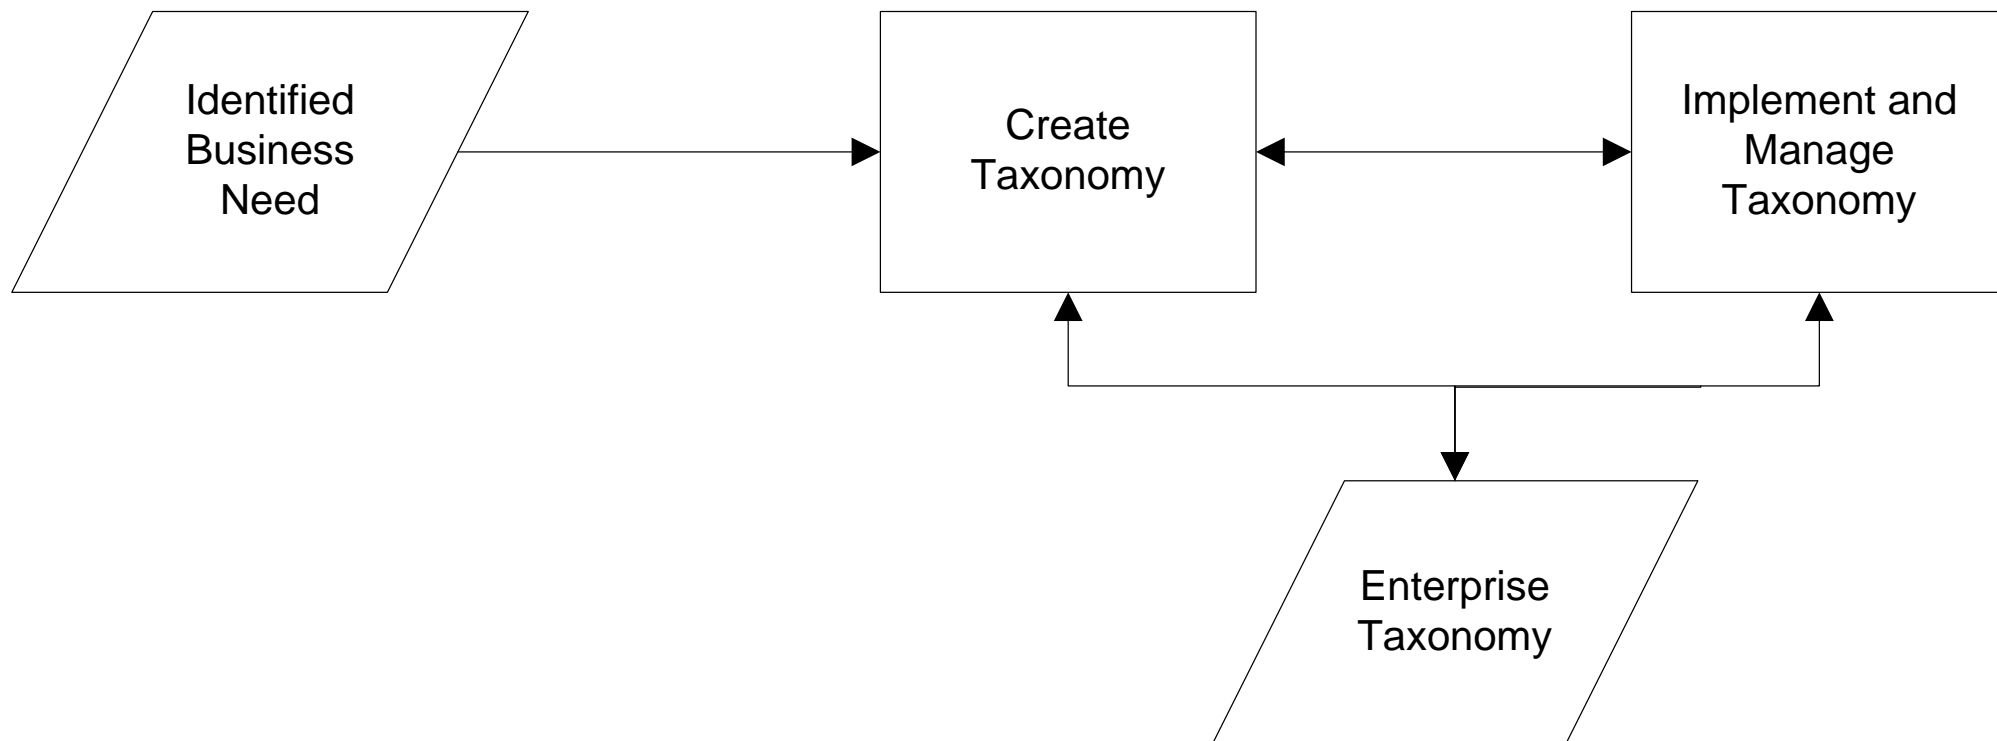 Identified
Business
Need
Create
Taxonomy
Implement and
Manage
Taxonomy
Enterprise
Taxonomy